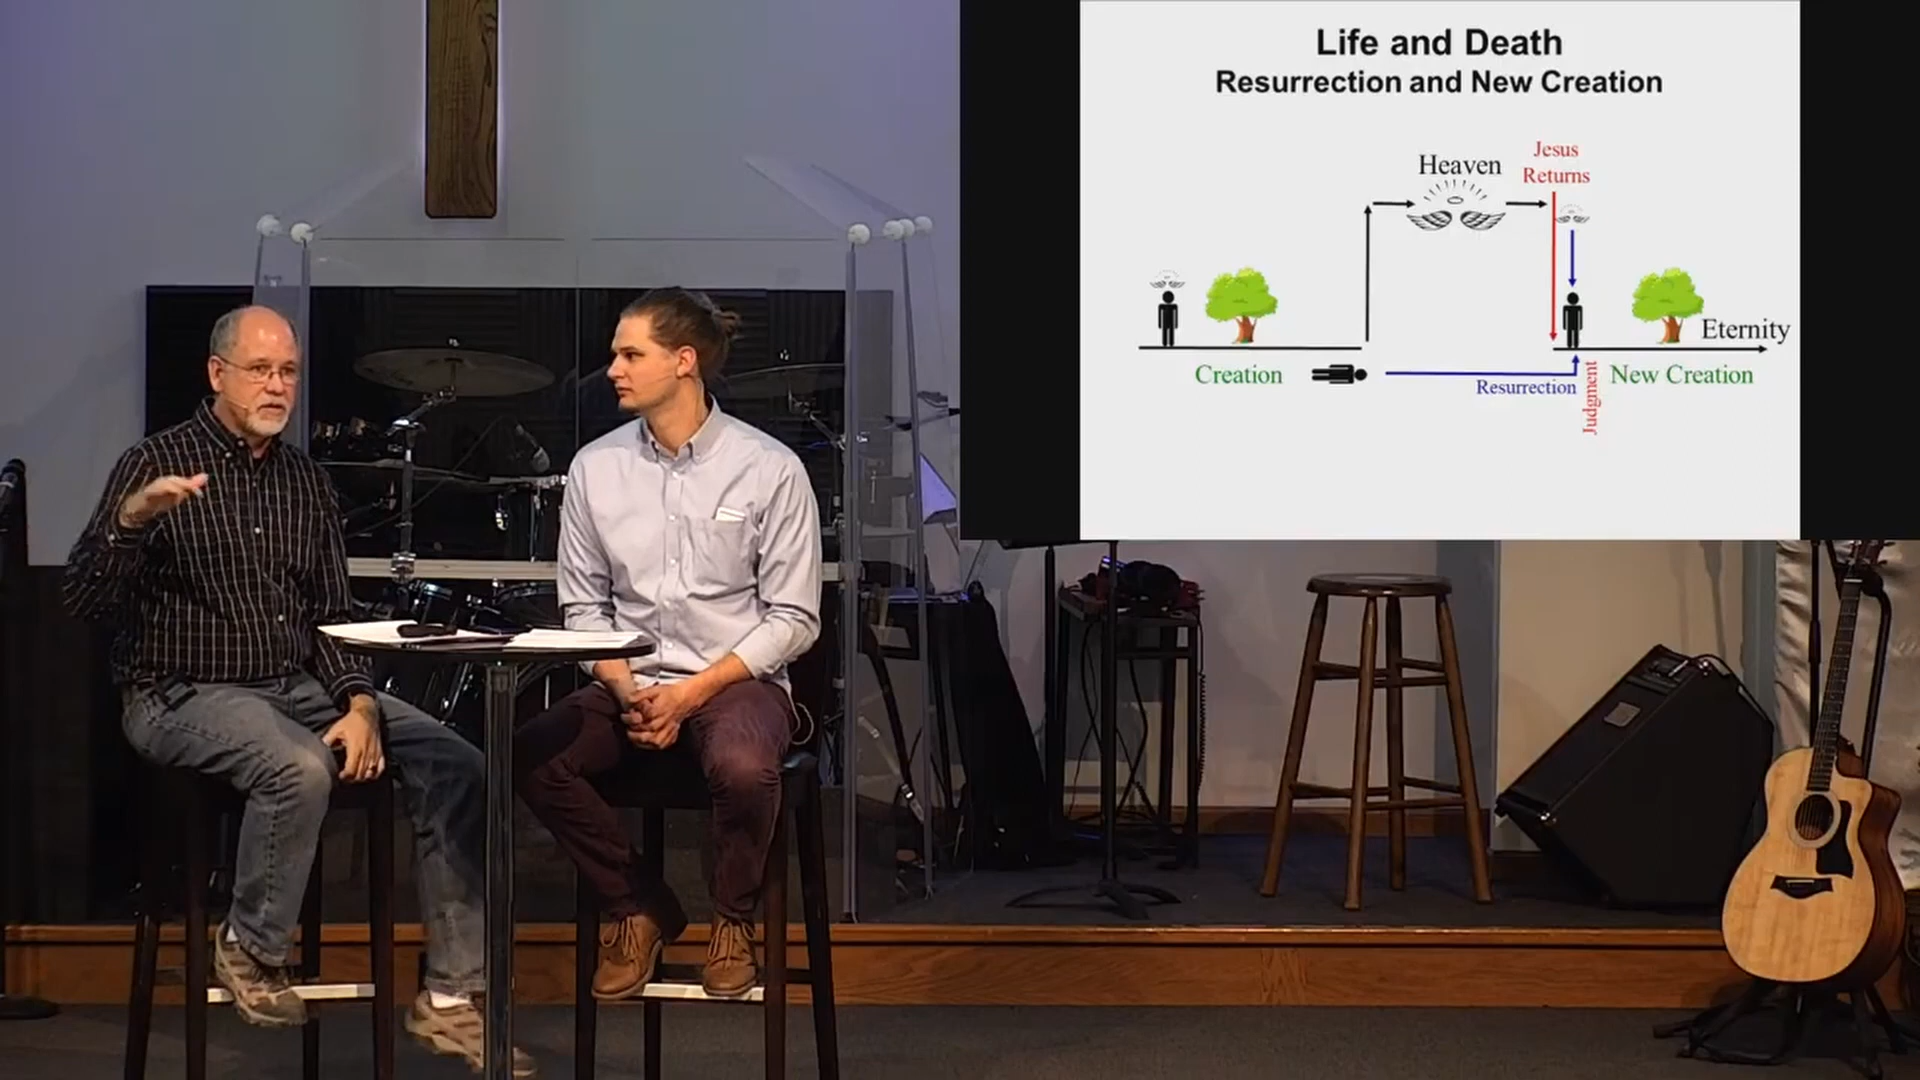 Life and Death
Resurrection and New Creation
Heaven
Jesus
Returns
Eternity
Creation
Resurrection
Judgment
New Creation